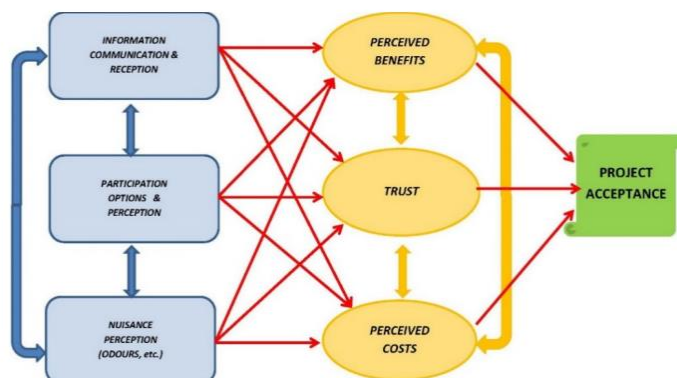 INFORMATION
COMMUNICATION &
RECEPTION
PERCEIVED
BENEFITS
PARTICIPATION
OPTIONS &
PERCEPTION
TRUST
PROJECT
ACCEPTANCE
NUISANCE
PERCEPTION
(ODOURS, etc.)
PERCEIVED
COSTS